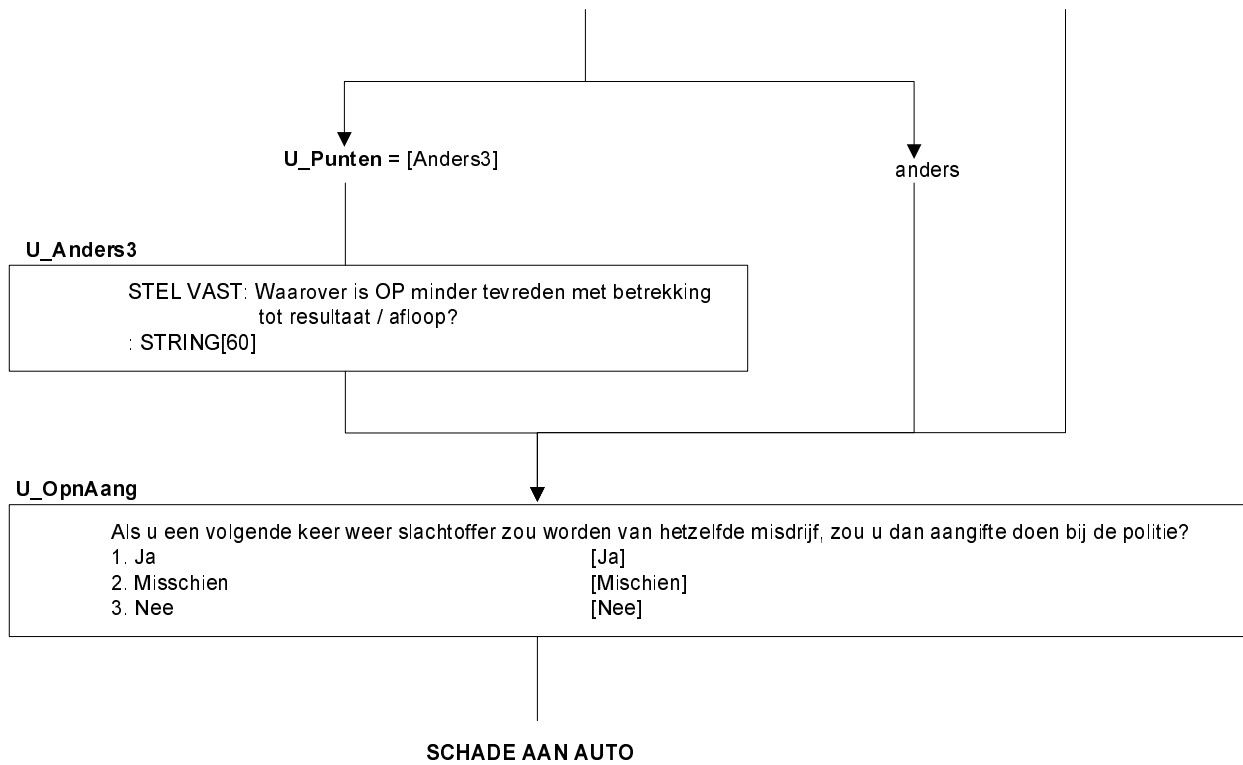 U_Punten = [Anders3]
anders
U_Anders3
STEL VAST: Waarover is OP minder tevreden met betrekking
tot resultaat / afloop?
: STRING[60]
U_OpnAang
Als u een volgende keer weer slachtoffer zou worden van hetzelfde misdrijf, zou u dan aangifte doen bij de politie?
1. Ja [Ja]
2. Misschien [Mischien]
3. Nee [Nee]
SCHADE AAN AUTO